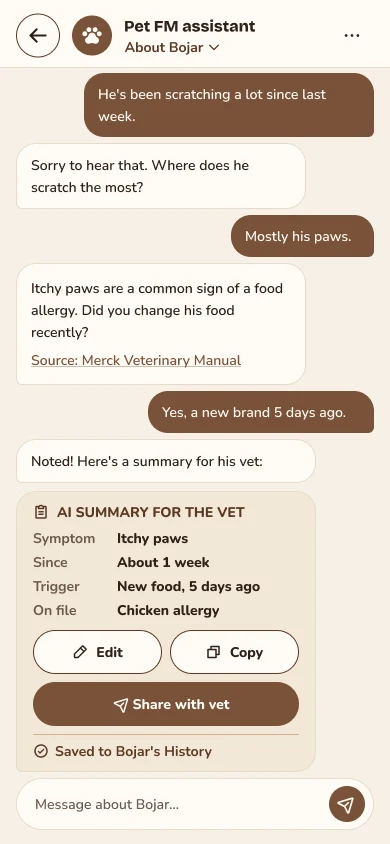 Pet FM assistant
About Bojar
He's been scratching a lot since last
week.
Sorry to hear that. Where does he
scratch the most?
Mostly his paws.
Itchy paws are a common sign of a food
allergy. Did you change his food
recently?
Source: Merck Veterinary Manual
Yes, a new brand 5 days ago.
Noted! Here's a summary for his vet:
AI SUMMARY FOR THE VET
Symptom Itchy paws
Since About 1 week
Trigger New food, 5 days ago
On file Chicken allergy
Edit Copy
Share with vet
Saved to Bojar's History
Message about Bojar...